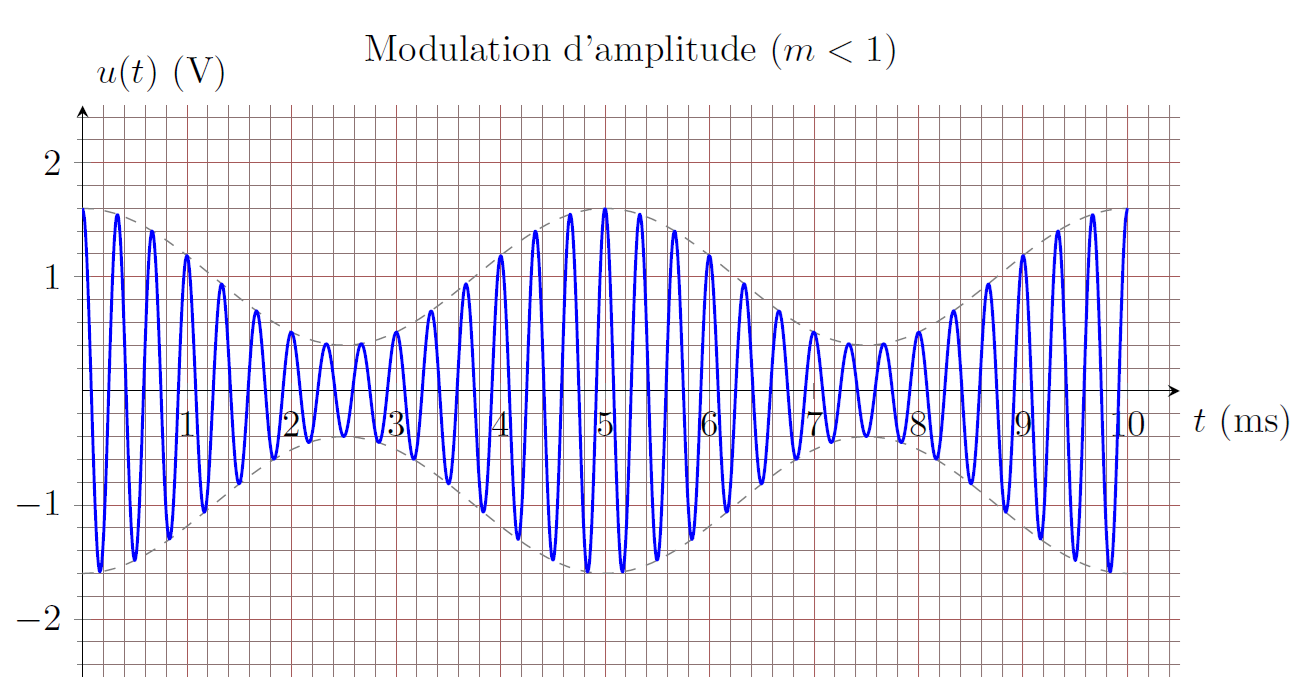 Modulation d'amplitude (m < 1)
u(t) (V)
2
1
1 2 3 4 5 6 7 8 9 10
t (ms)
−1
−2